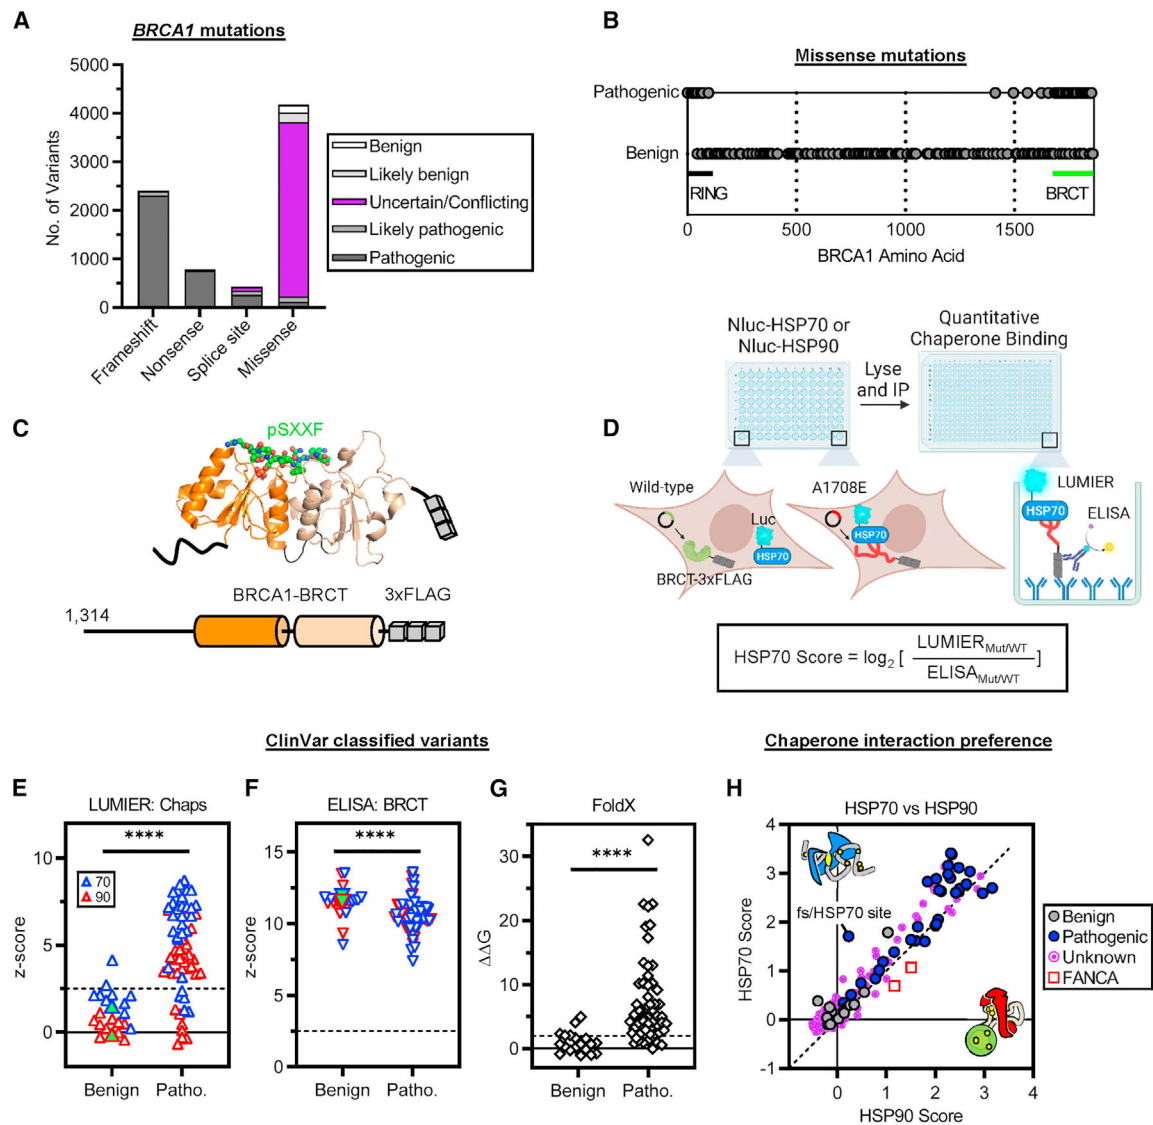 A
BRCA1 mutations
5000
4000
3000
2000
1000
0
No. of Variants
Frameshift
Nonsense
Splice site
Missense
Benign
Likely benign
Uncertain/Conflicting
Likely pathogenic
Pathogenic
B
Missense mutations
Pathogenic
Benign
RING
BRCT
0 500 1000 1500
BRCA1 Amino Acid
C
pSXXF
BRCA1-BRCT 3xFLAG
1,314
Nluc-HSP70 or
Nluc-HSP90
Lyse
and IP
Quantitative
Chaperone Binding
D
Wild-type
Luc
HSP70
BRCT-3xFLAG
A1708E
HSP70
LUMIER
HSP70
ELISA
HSP70 Score = log2 [ LUMIERMut/WT
ELISAMut/WT ]
ClinVar classified variants
E
LUMIER: Chaps
****
10
5
0
z-score
70
90
Benign Patho.
F
ELISA: BRCT
****
15
10
5
0
z-score
Benign Patho.
G
FoldX
****
30
20
10
0
ΔΔG
Benign Patho.
Chaperone interaction preference
H
HSP70 vs HSP90
4
3
2
1
0
-1
HSP70 Score
fs/HSP70 site
0 1 2 3 4
HSP90 Score
Benign
Pathogenic
Unknown
FANCA